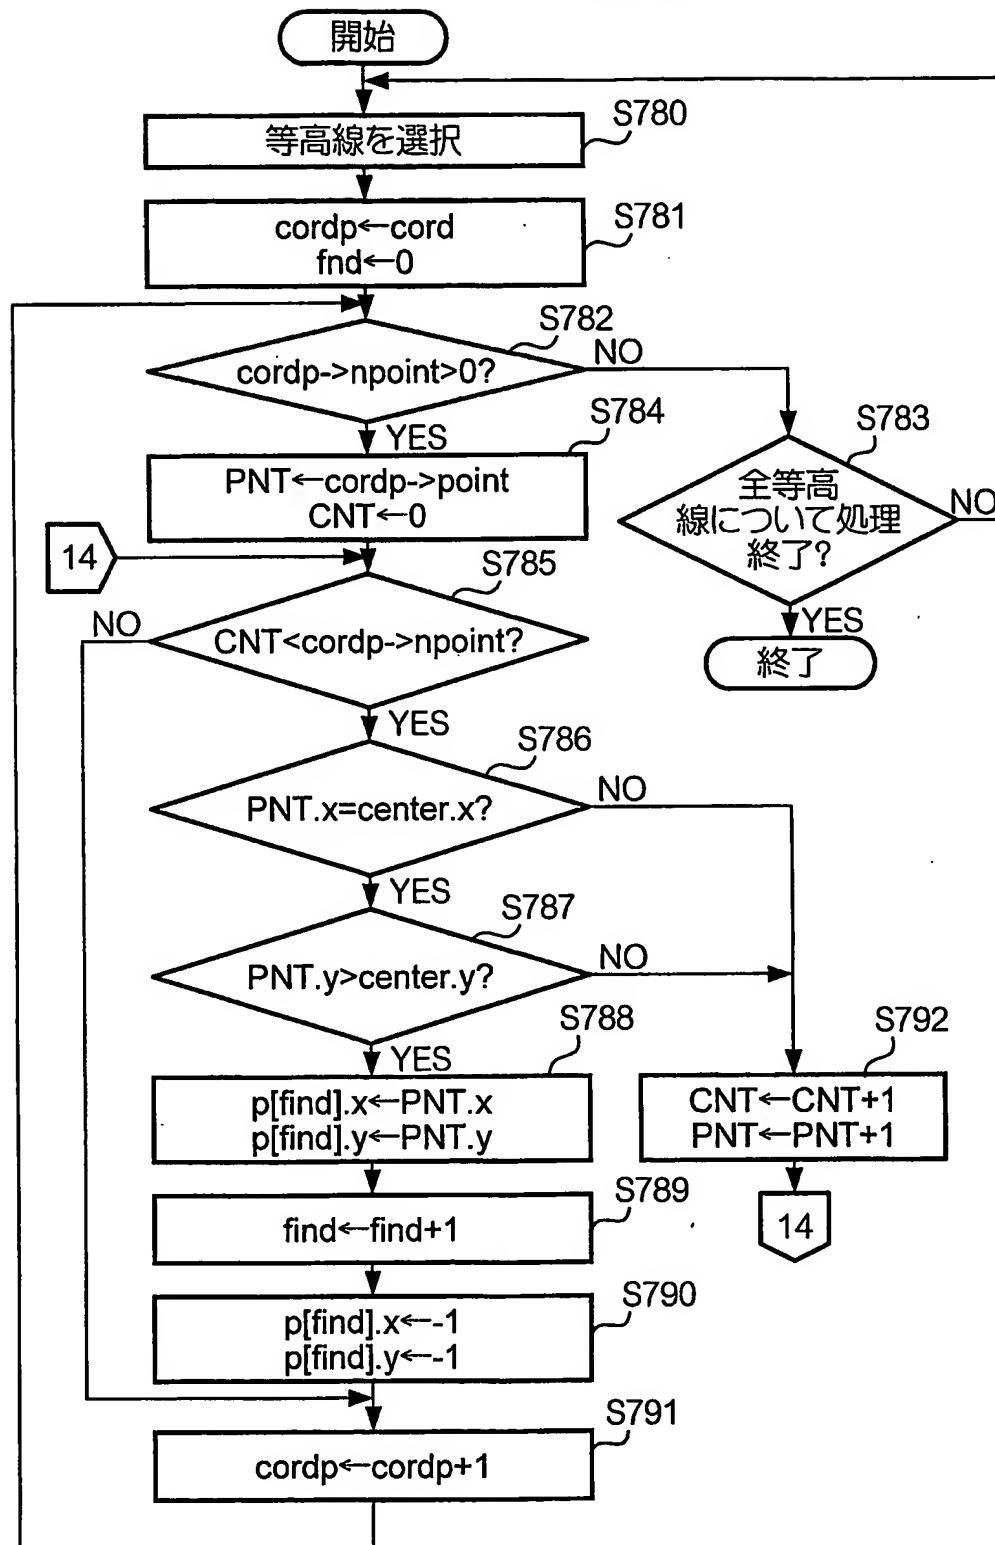 開始
S780
等高線を選択
S781
cordp←cord
fnd←0
S782
cordp->npoint>0?
NO
S783
全等高
線について処理
終了?
NO
YES
終了
YES
S784
PNT←cordp->point
CNT←0
14
S785
CNT<cordp->npoint?
NO
YES
S786
PNT.x=center.x?
NO
YES
S787
PNT.y>center.y?
NO
YES
S788
p[find].x←PNT.x
p[find].y←PNT.y
S792
CNT←CNT+1
PNT←PNT+1
14
S789
find←find+1
S790
p[find].x←-1
p[find].y←-1
S791
cordp←cordp+1